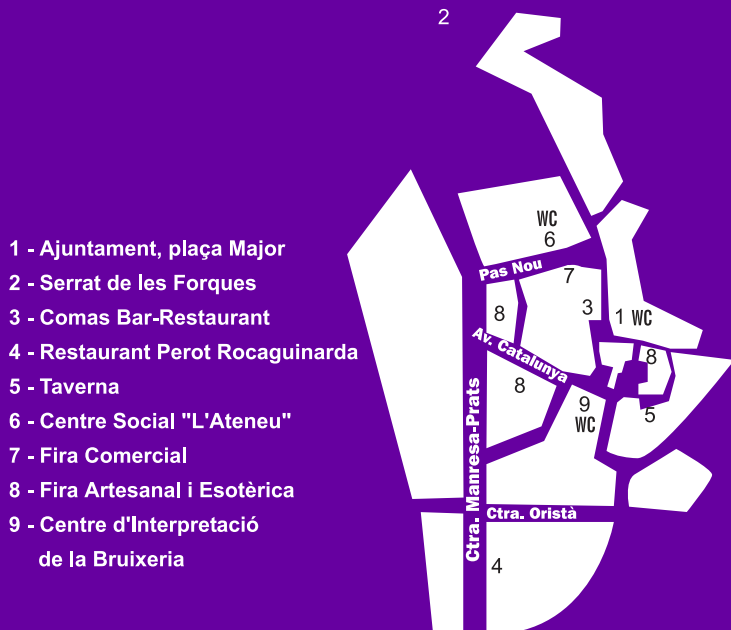 2
WC
6
Pas Nou
7
8
3
1 WC
Av. Catalunya
8
8
9
WC
5
Ctra. Manresa-Prats
Ctra. Oristà
4
1 - Ajuntament, plaça Major
2 - Serrat de les Forques
3 - Comas Bar-Restaurant
4 - Restaurant Perot Rocaguinarda
5 - Taverna
6 - Centre Social "L'Ateneu"
7 - Fira Comercial
8 - Fira Artesanal i Esotèrica
9 - Centre d'Interpretació
de la Bruixeria